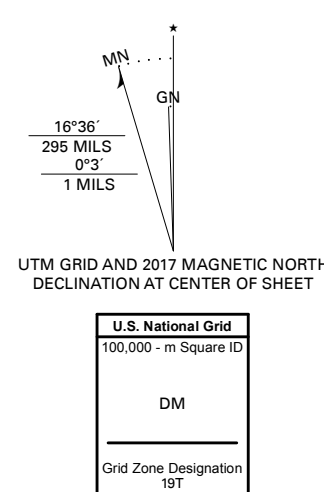 ★
MN
GN
16°36´
295 MILS
0°3´
1 MILS
UTM GRID AND 2017 MAGNETIC NORTH
DECLINATION AT CENTER OF SHEET
U.S. National Grid
100,000 - m Square ID
DM
Grid Zone Designation
19T